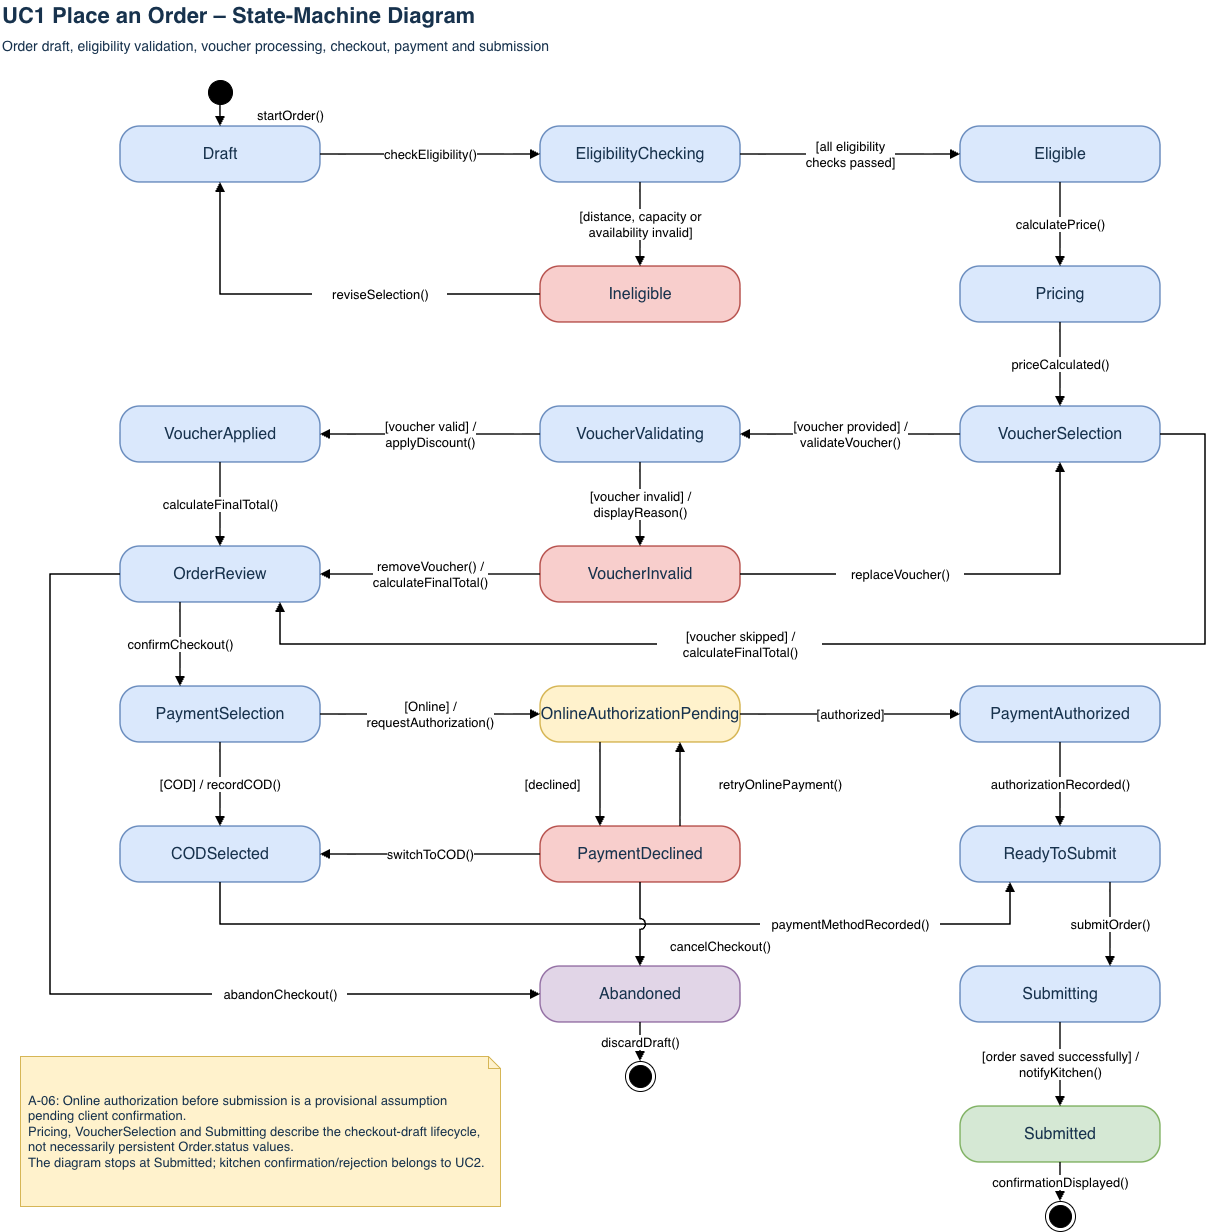 UC1 Place an Order – State-Machine Diagram
Order draft, eligibility validation, voucher processing, checkout, payment and submission
startOrder()
Draft
checkEligibility()
EligibilityChecking
[all eligibility
checks passed]
Eligible
[distance, capacity or
availability invalid]
calculatePrice()
reviseSelection()
Ineligible
Pricing
priceCalculated()
VoucherApplied
[voucher valid] /
applyDiscount()
VoucherValidating
[voucher provided] /
validateVoucher()
VoucherSelection
calculateFinalTotal()
[voucher invalid] /
displayReason()
OrderReview
removeVoucher() /
calculateFinalTotal()
VoucherInvalid
replaceVoucher()
confirmCheckout()
[voucher skipped] /
calculateFinalTotal()
PaymentSelection
[Online] /
requestAuthorization()
OnlineAuthorizationPending
[authorized]
PaymentAuthorized
[COD] / recordCOD()
[declined]
retryOnlinePayment()
authorizationRecorded()
CODSelected
switchToCOD()
PaymentDeclined
ReadyToSubmit
paymentMethodRecorded()
submitOrder()
cancelCheckout()
abandonCheckout()
Abandoned
Submitting
discardDraft()
[order saved successfully] /
notifyKitchen()
A-06: Online authorization before submission is a provisional assumption
pending client confirmation.
Pricing, VoucherSelection and Submitting describe the checkout-draft lifecycle,
not necessarily persistent Order.status values.
The diagram stops at Submitted; kitchen confirmation/rejection belongs to UC2.
Submitted
confirmationDisplayed()